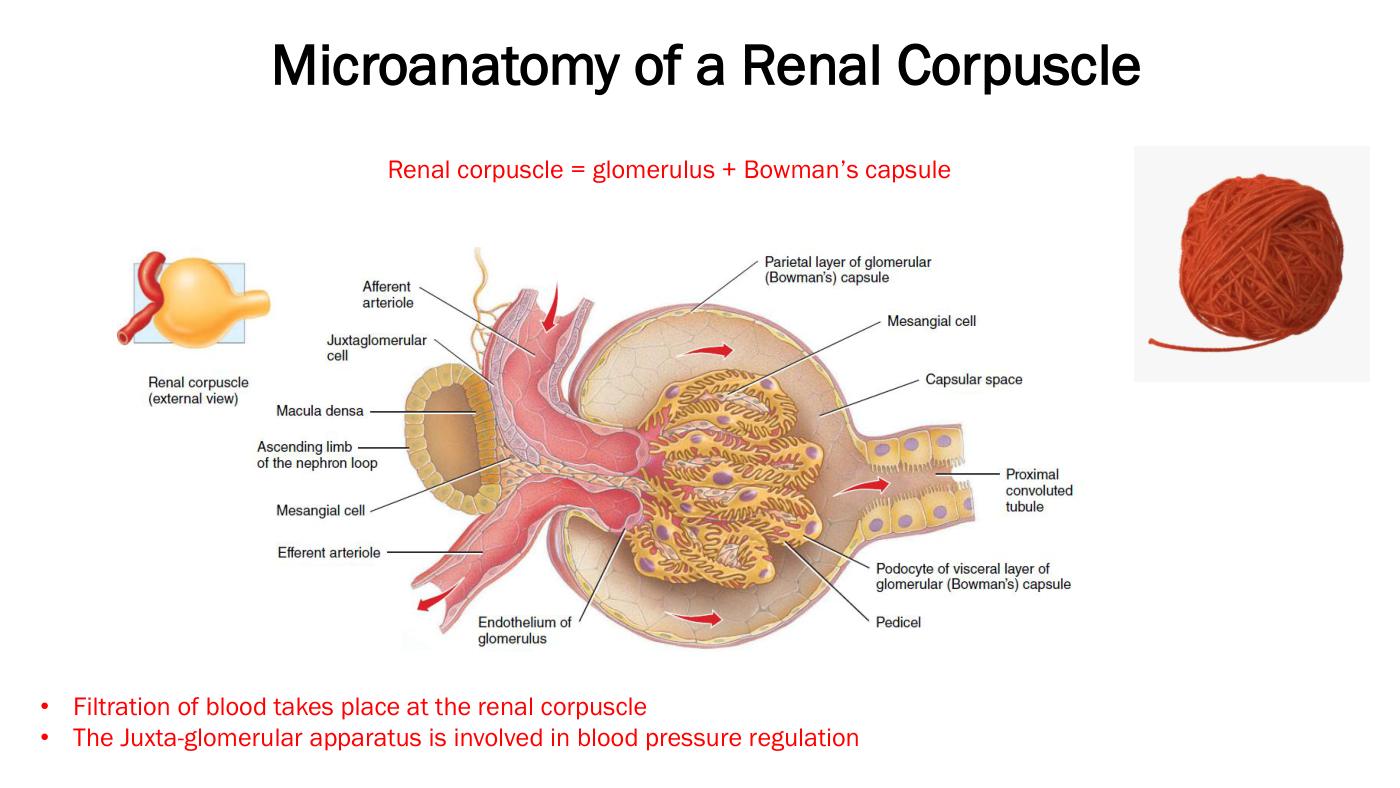 Microanatomy of a Renal Corpuscle
Renal corpuscle = glomerulus + Bowman's capsule
Renal corpuscle
(external view)
Afferent
arteriole
Juxtaglomerular
cell
Macula densa
Ascending limb
of the nephron loop
Mesangial cell
Efferent arteriole
Endothelium of
glomerulus
Parietal layer of glomerular
(Bowman's) capsule
Mesangial cell
Capsular space
Proximal
convoluted
tubule
Podocyte of visceral layer of
glomerular (Bowman's) capsule
Pedicel
• Filtration of blood takes place at the renal corpuscle
• The Juxta-glomerular apparatus is involved in blood pressure regulation